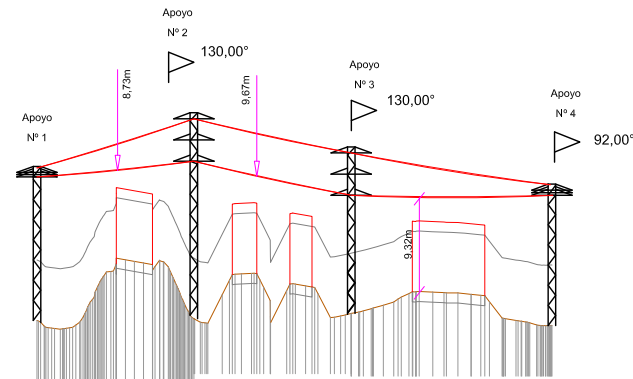 Apoyo
Nº 1
8,73m
Apoyo
Nº 2
130,00°
9,67m
Apoyo
Nº 3
130,00°
9,32m
Apoyo
Nº 4
92,00°